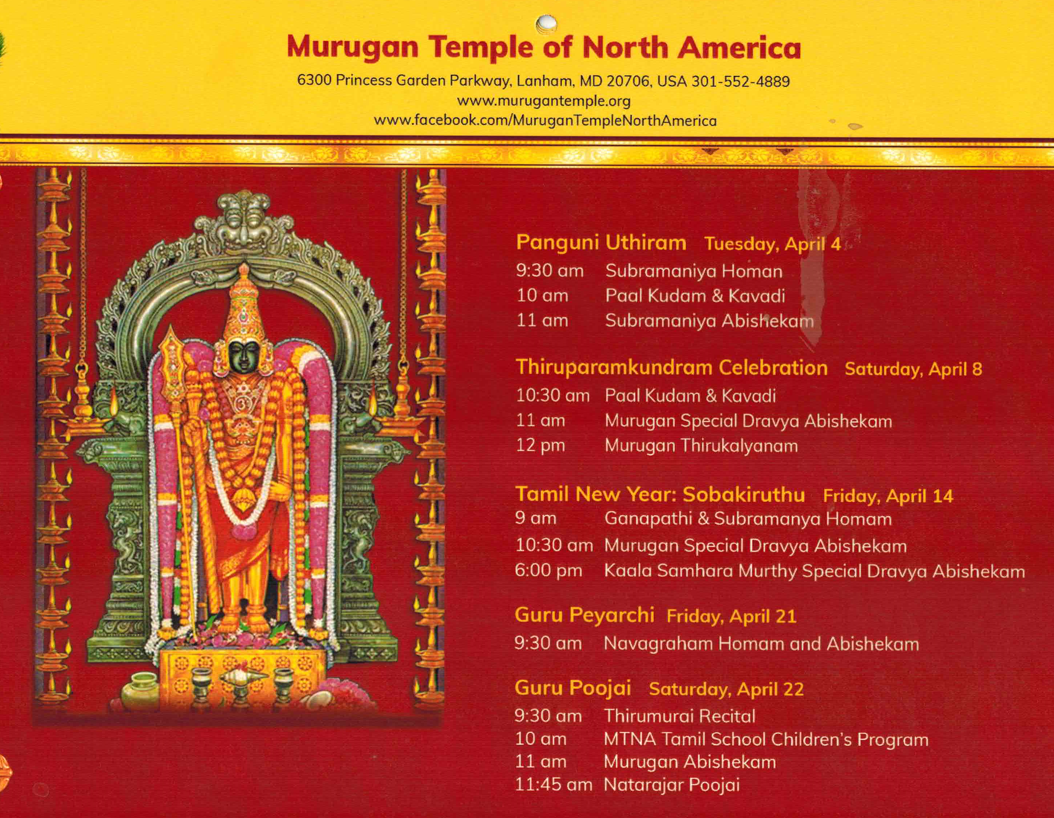 Murugan Temple of North America
6300 Princess Garden Parkway, Lanham, MD 20706, USA 301-552-4889
www.murugantemple.org
www.facebook.com/MuruganTempleNorthAmerica
Panguni Uthiram Tuesday, April 4
9:30 am Subramaniya Homan
10 am Paal Kudam & Kavadi
11 am Subramaniya Abishekam
Thiruparamkundram Celebration Saturday, April 8
10:30 am Paal Kudam & Kavadi
11 am Murugan Special Dravya Abishekam
12 pm Murugan Thirukalyanam
Tamil New Year: Sobakiruthu Friday, April 14
9 am Ganapathi & Subramanya Homam
10:30 am Murugan Special Dravya Abishekam
6:00 pm Kaala Samhara Murthy Special Dravya Abishekam
Guru Peyarchi Friday, April 21
9:30 am Navagraham Homam and Abishekam
Guru Poojai Saturday, April 22
9:30 am Thirumurai Recital
10 am MTNA Tamil School Children's Program
11 am Murugan Abishekam
11:45 am Natarajar Poojai